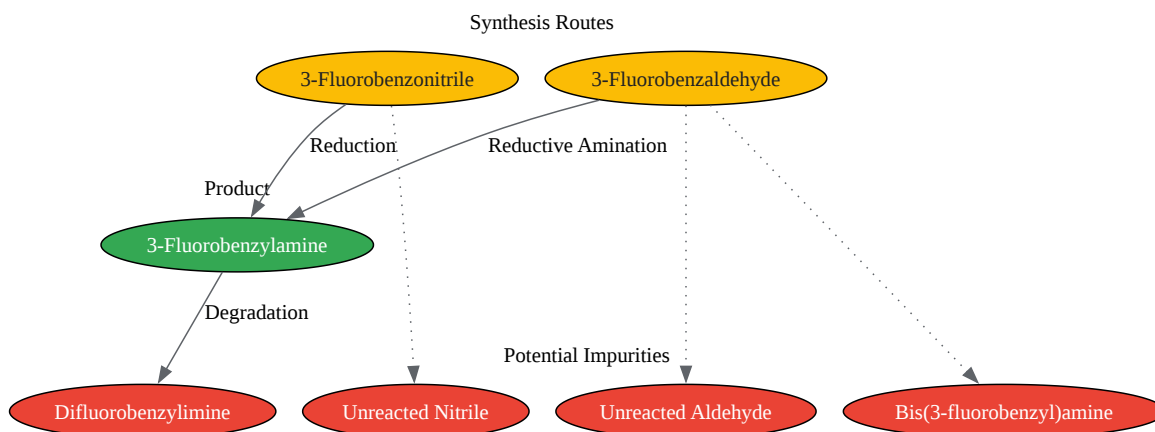 Synthesis Routes
3-Fluorobenzonitrile
3-Fluorobenzaldehyde
Reduction
Reductive Amination
Product
3-Fluorobenzylamine
Degradation
Potential Impurities
Difluorobenzylimine
Unreacted Nitrile
Unreacted Aldehyde
Bis(3-fluorobenzyl)amine